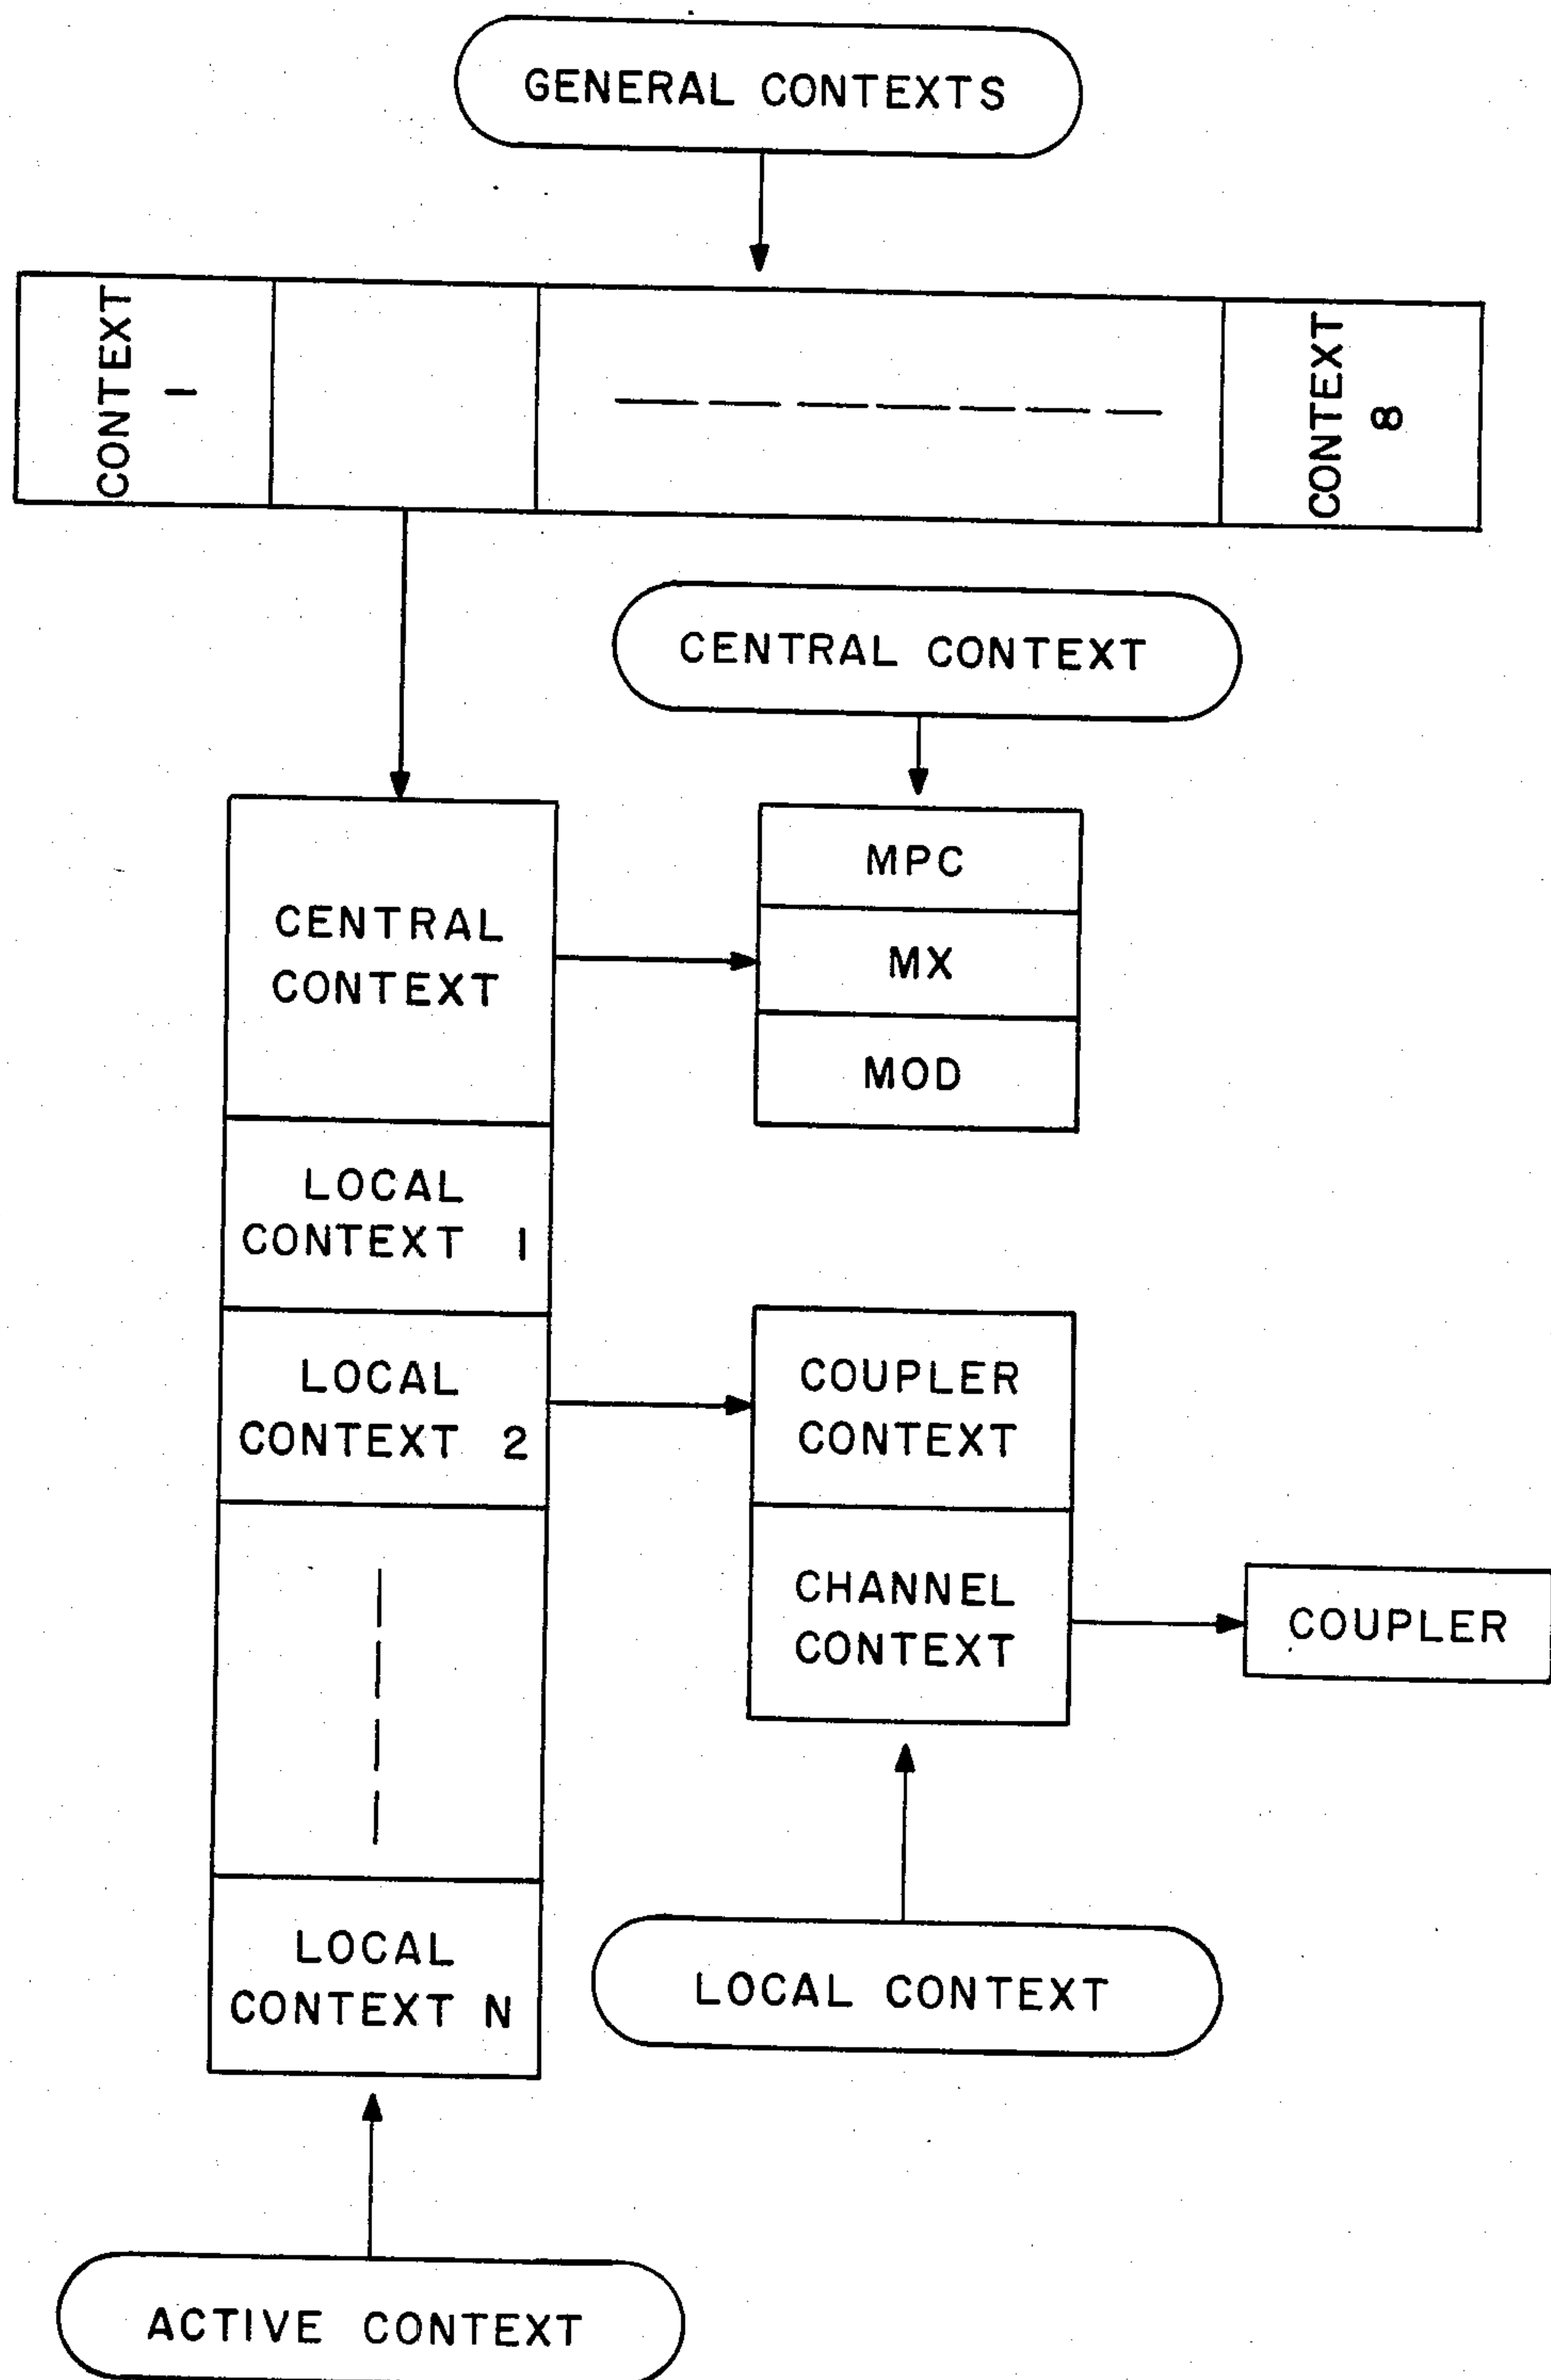 GENERAL CONTEXTS
CONTEXT
1
CONTEXT
8
CENTRAL CONTEXT
CENTRAL
CONTEXT
MPC
MX
MOD
LOCAL
CONTEXT 1
LOCAL
CONTEXT 2
COUPLER
CONTEXT
CHANNEL
CONTEXT
COUPLER
LOCAL
CONTEXT N
LOCAL CONTEXT
ACTIVE CONTEXT